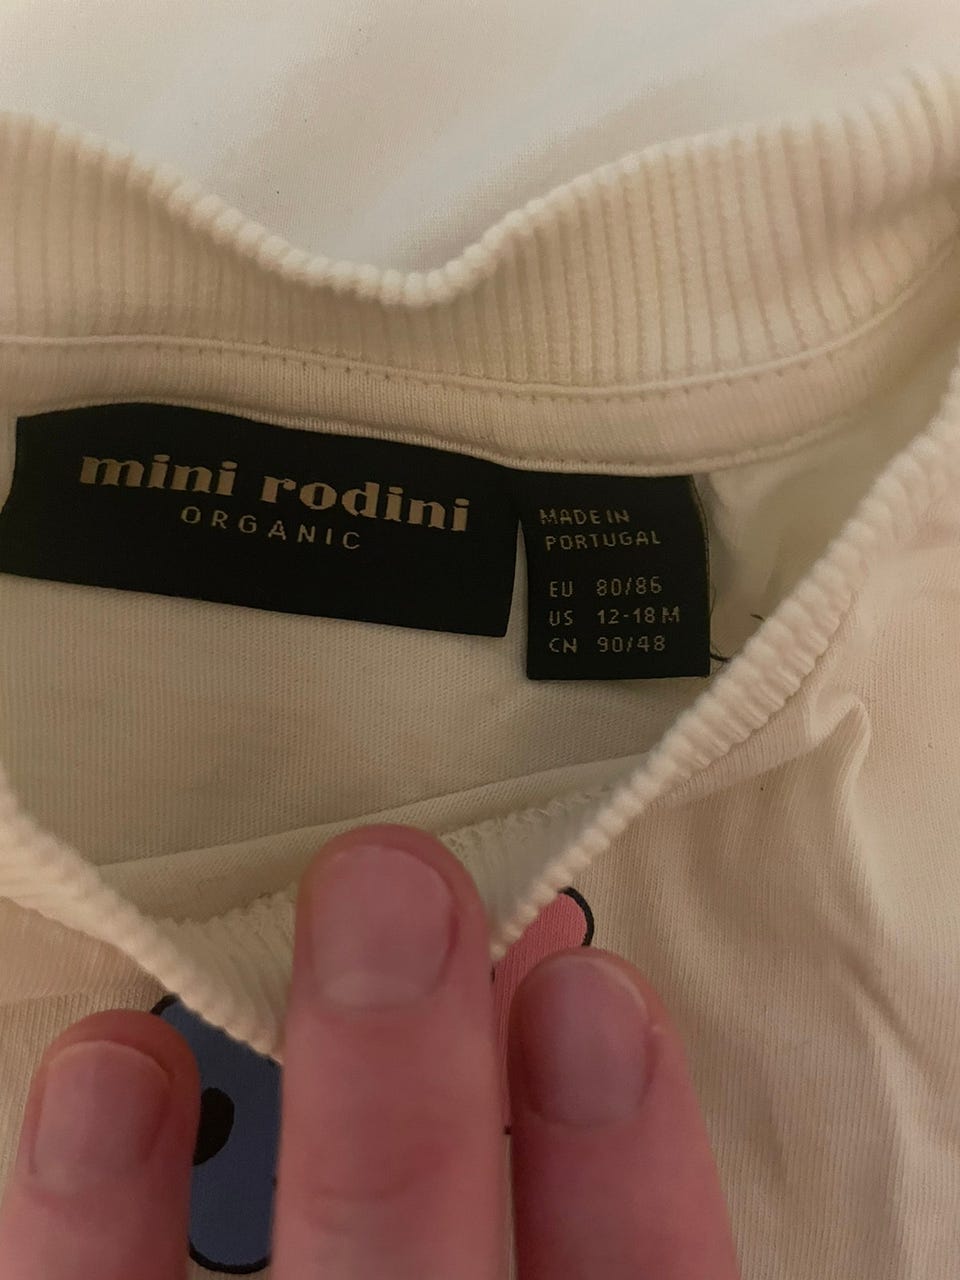 mini rodini
ORGANIC
MADE IN
PORTUGAL
EU 80/86
US 12-18 M
CN 90/48